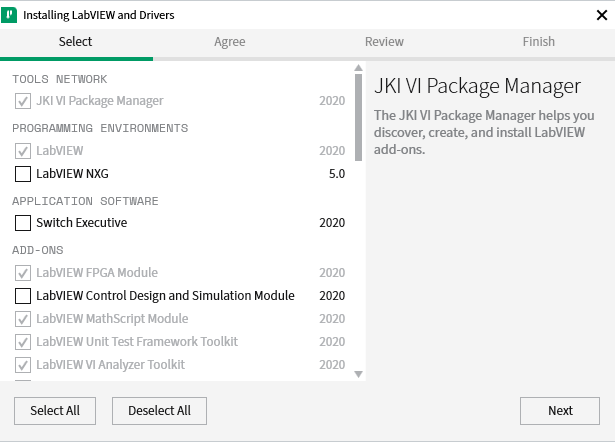 Installing LabVIEW and Drivers
Select Agree Review Finish
TOOLS NETWORK
JKI VI Package Manager 2020
PROGRAMMING ENVIRONMENTS
LabVIEW 2020
LabVIEW NXG 5.0
APPLICATION SOFTWARE
Switch Executive 2020
ADD-ONS
LabVIEW FPGA Module 2020
LabVIEW Control Design and Simulation Module 2020
LabVIEW MathScript Module 2020
LabVIEW Unit Test Framework Toolkit 2020
LabVIEW VI Analyzer Toolkit 2020
JKI VI Package Manager
The JKI VI Package Manager helps you
discover, create, and install LabVIEW
add-ons.
Select All Deselect All Next